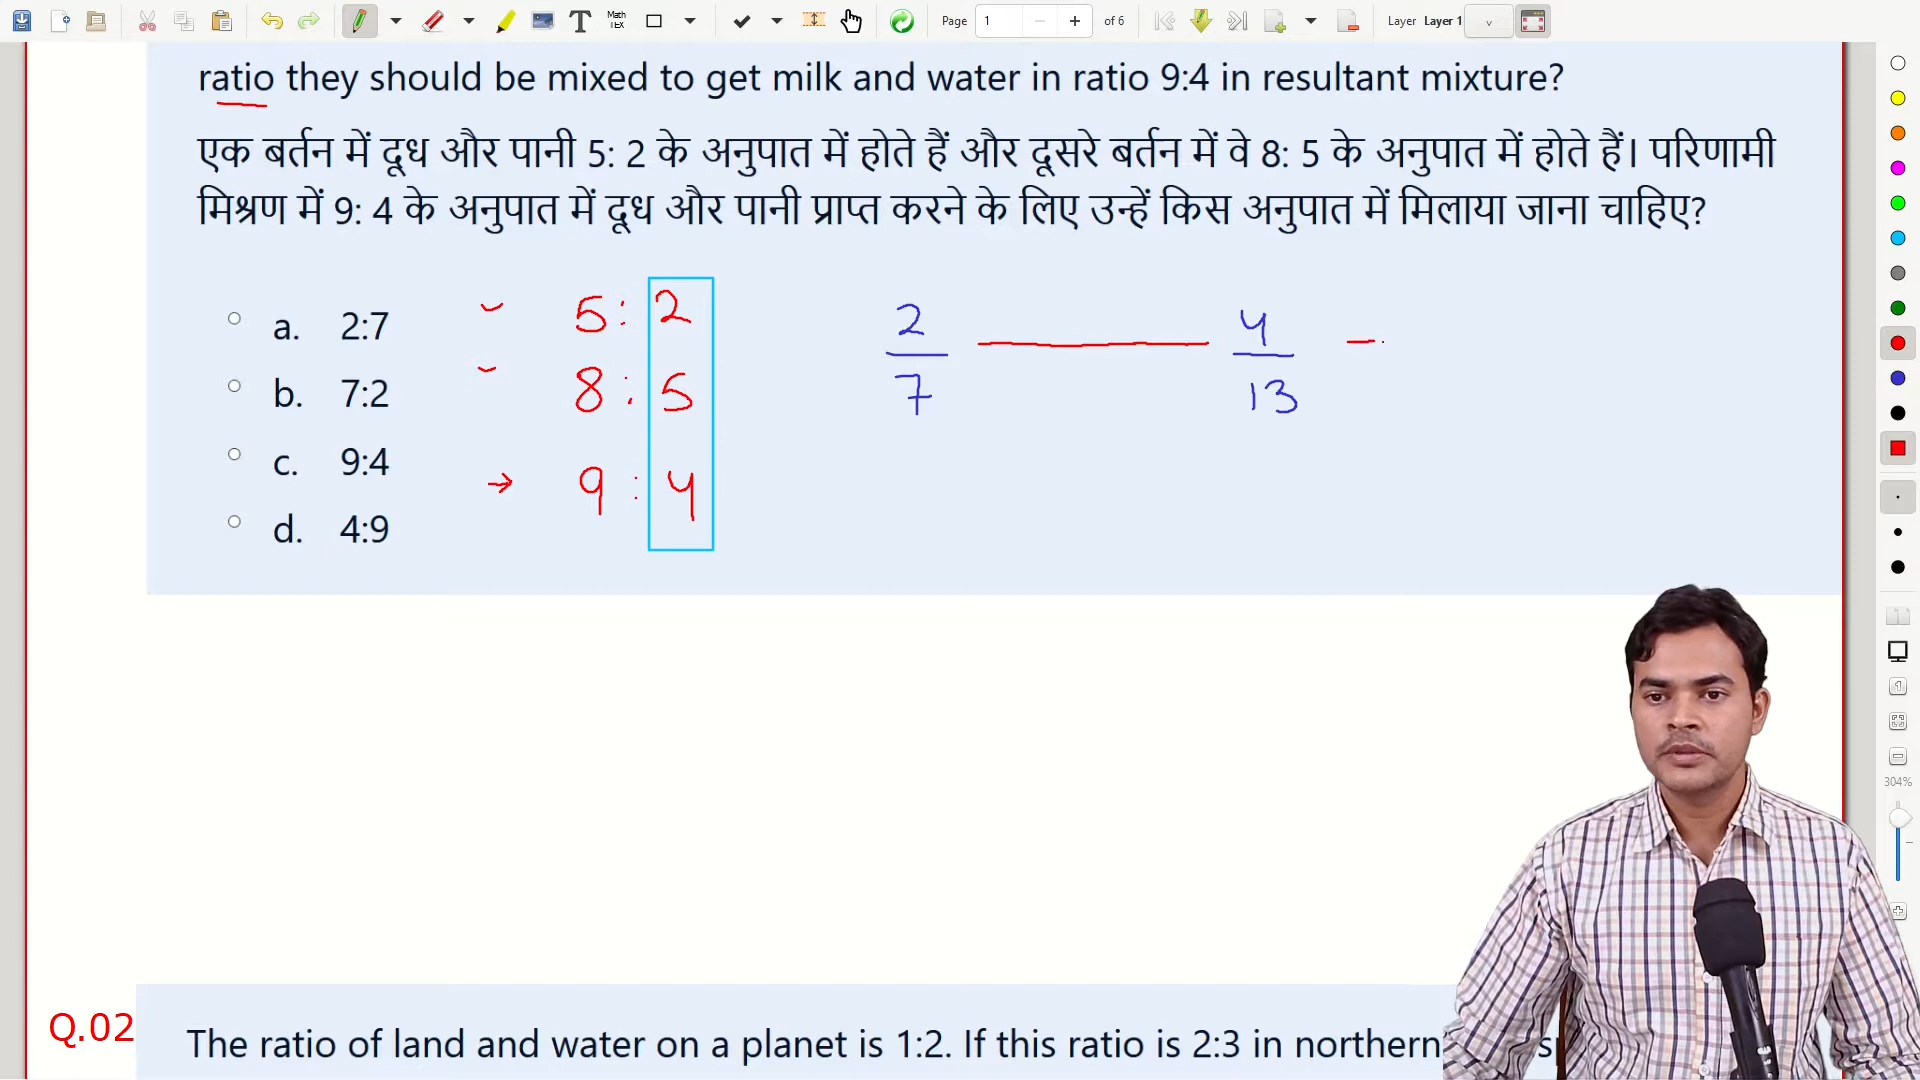 Math
TEX
Page 1 of 6 Layer Layer 1
ratio they should be mixed to get milk and water in ratio 9:4 in resultant mixture?
एक बर्तन में दूध और पानी 5: 2 के अनुपात में होते हैं और दूसरे बर्तन में वे 8: 5 के अनुपात में होते हैं। परिणामी
मिश्रण में 9: 4 के अनुपात में दूध और पानी प्राप्त करने के लिए उन्हें किस अनुपात में मिलाया जाना चाहिए?
a. 2:7
b. 7:2
c. 9:4
d. 4:9
5:2
8:5
→ 9:4
2 4
7 13
304%
Q.02
The ratio of land and water on a planet is 1:2. If this ratio is 2:3 in northern